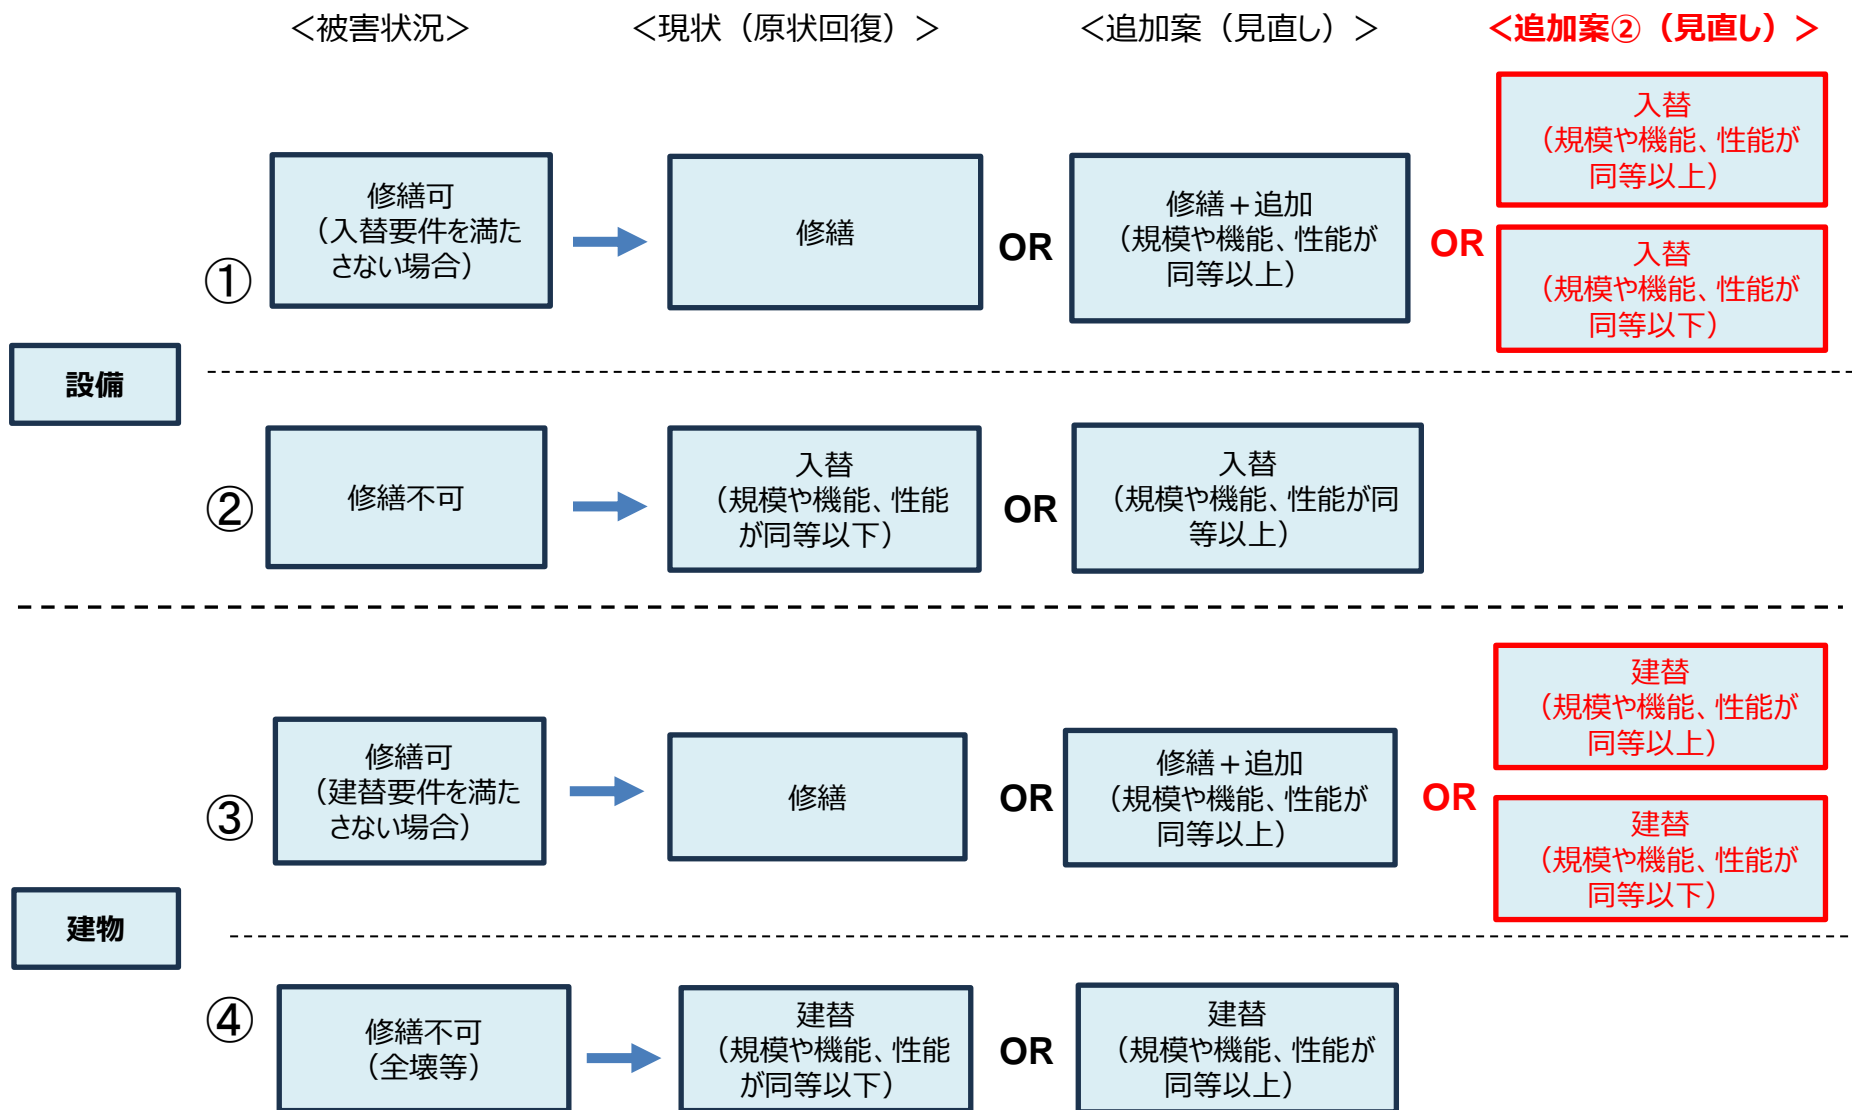 ＜被害状況＞
＜現状（原状回復）＞
＜追加案（見直し）＞
＜追加案②（見直し）＞
設備
①
修繕可
（入替要件を満た
さない場合）
修繕
OR
修繕＋追加
（規模や機能、性能が
同等以上）
OR
入替
（規模や機能、性能が
同等以上）
入替
（規模や機能、性能が
同等以下）
②
修繕不可
入替
（規模や機能、性能
が同等以下）
OR
入替
（規模や機能、性能が同
等以上）
建物
③
修繕可
（建替要件を満た
さない場合）
修繕
OR
修繕＋追加
（規模や機能、性能が
同等以上）
OR
建替
（規模や機能、性能が
同等以上）
建替
（規模や機能、性能が
同等以下）
④
修繕不可
（全壊等）
建替
（規模や機能、性能
が同等以下）
OR
建替
（規模や機能、性能が
同等以上）